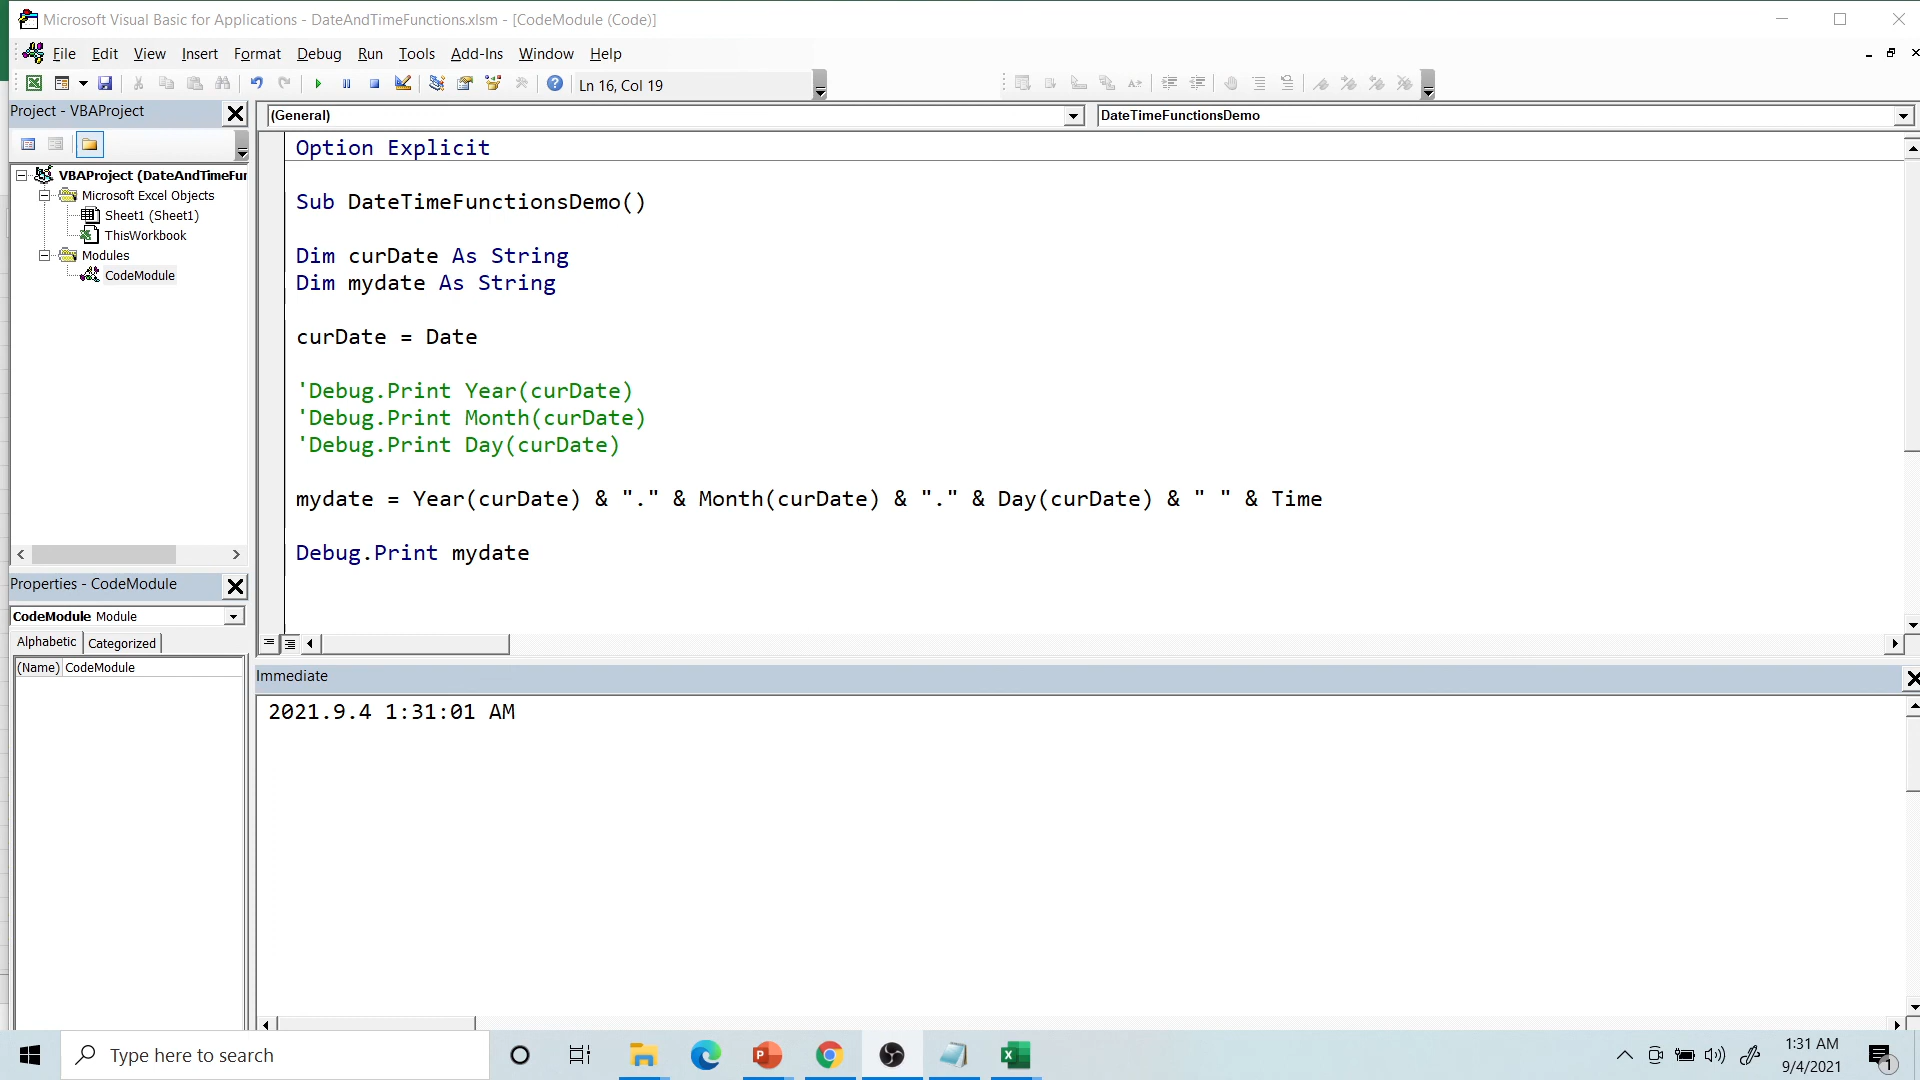 Microsoft Visual Basic for Applications - DateAndTimeFunctions.xlsm - [CodeModule (Code)]
File Edit View Insert Format Debug Run Tools Add-Ins Window Help
Ln 16, Col 19
Project - VBAProject
(General)
DateTimeFunctionsDemo
VBAProject (DateAndTimeFur
Microsoft Excel Objects
Sheet1 (Sheet1)
ThisWorkbook
Modules
CodeModule
Option Explicit
Sub DateTimeFunctionsDemo()
Dim curDate As String
Dim mydate As String
curDate = Date
'Debug.Print Year(curDate)
'Debug.Print Month(curDate)
'Debug.Print Day(curDate)
mydate = Year(curDate) & "." & Month(curDate) & "." & Day(curDate) & " " & Time
Debug.Print mydate
Properties - CodeModule
CodeModule Module
Alphabetic Categorized
(Name) CodeModule
Immediate
2021.9.4 1:31:01 AM
Type here to search
1:31 AM
9/4/2021
1